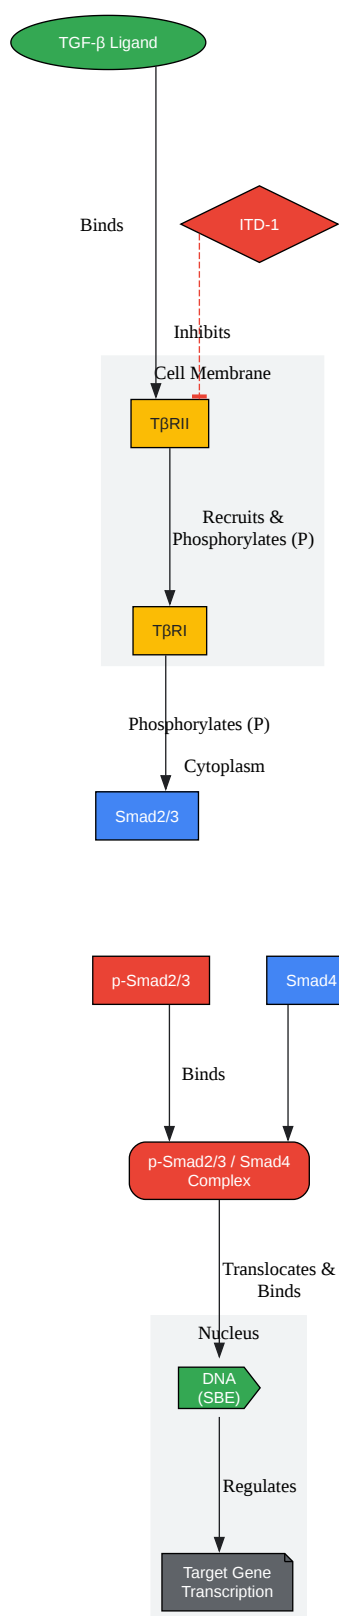 TGF-β Ligand
Binds
ITD-1
Inhibits
Cell Membrane
TβRII
Recruits &
Phosphorylates (P)
TβRI
Phosphorylates (P)
Cytoplasm
Smad2/3
p-Smad2/3
Smad4
Binds
p-Smad2/3 / Smad4
Complex
Translocates &
Binds
Nucleus
DNA
(SBE)
Regulates
Target Gene
Transcription